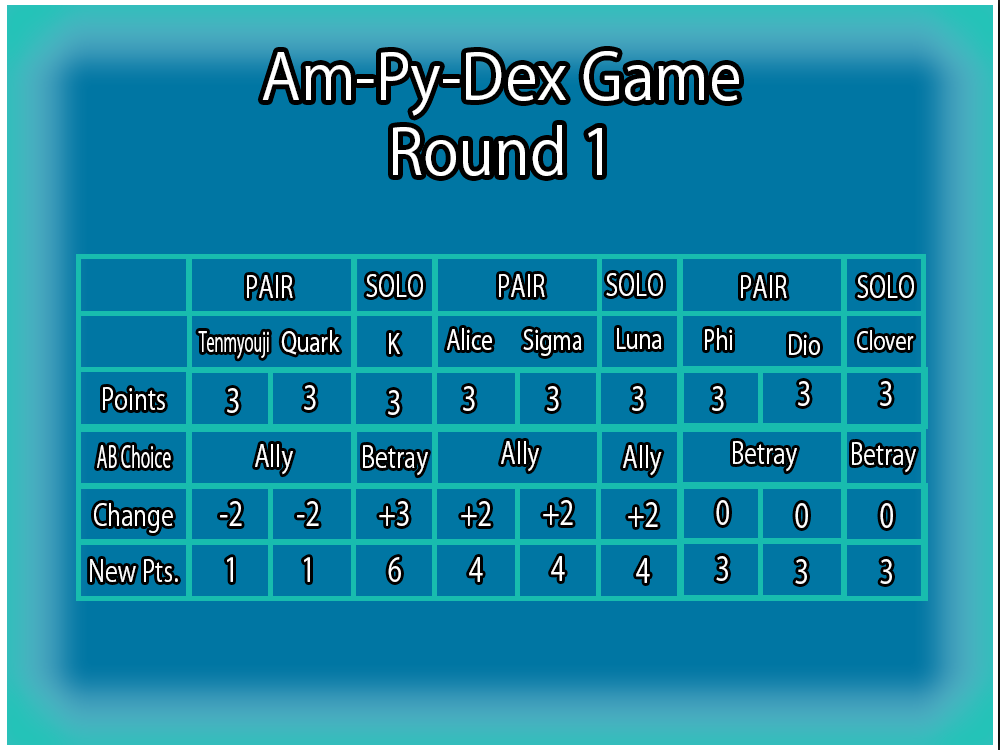 Am-Py-Dex Game
Round 1
PAIR SOLO PAIR SOLO PAIR SOLO
Tenmyouji Quark K Alice Sigma Luna Phi Dio Clover
Points 3 3 3 3 3 3 3 3 3
AB Choice Ally Betray Ally Ally Betray Betray
Change -2 -2 +3 +2 +2 +2 0 0 0
New Pts. 1 1 6 4 4 4 3 3 3